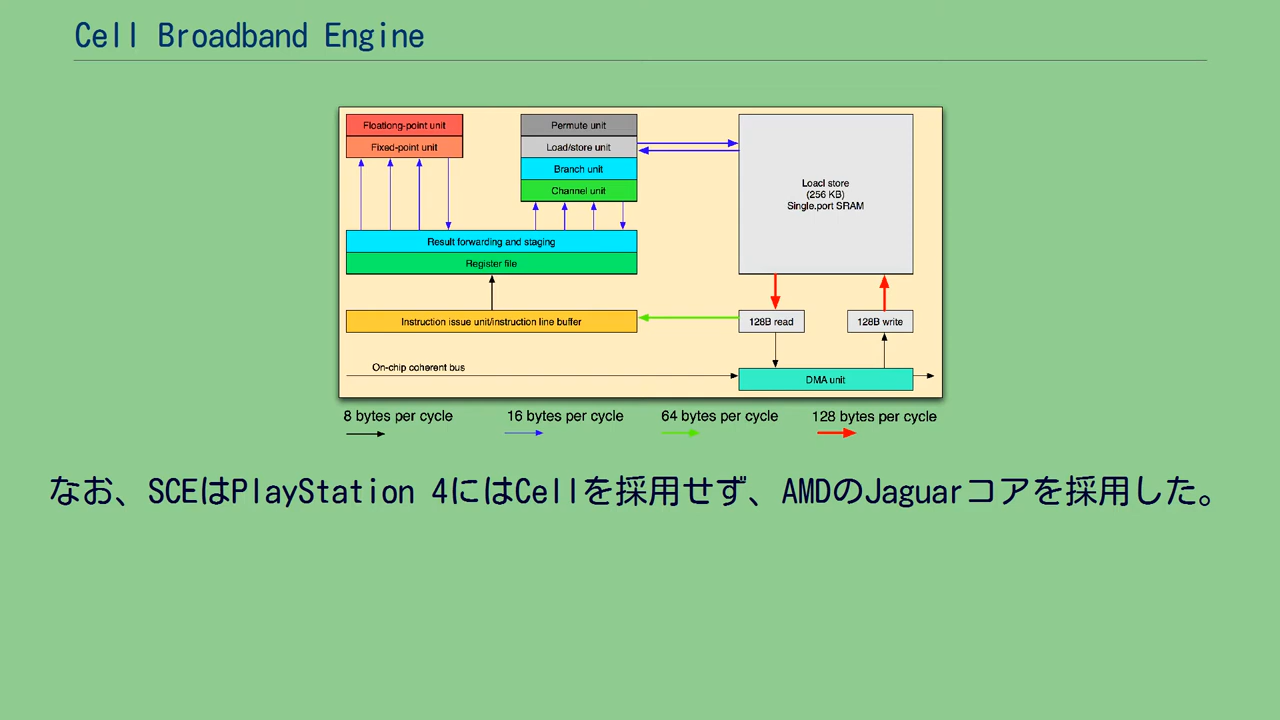 Cell Broadband Engine
Floationg-point unit
Fixed-point unit
Permute unit
Load/store unit
Branch unit
Channel unit
Loacl store
(256 KB)
Single.port SRAM
Result forwarding and staging
Register file
Instruction issue unit/instruction line buffer
128B read
128B write
On-chip coherent bus
DMA unit
8 bytes per cycle
16 bytes per cycle
64 bytes per cycle
128 bytes per cycle
なお、SCEはPlayStation 4にはCellを採用せず、AMDのJaguarコアを採用した。